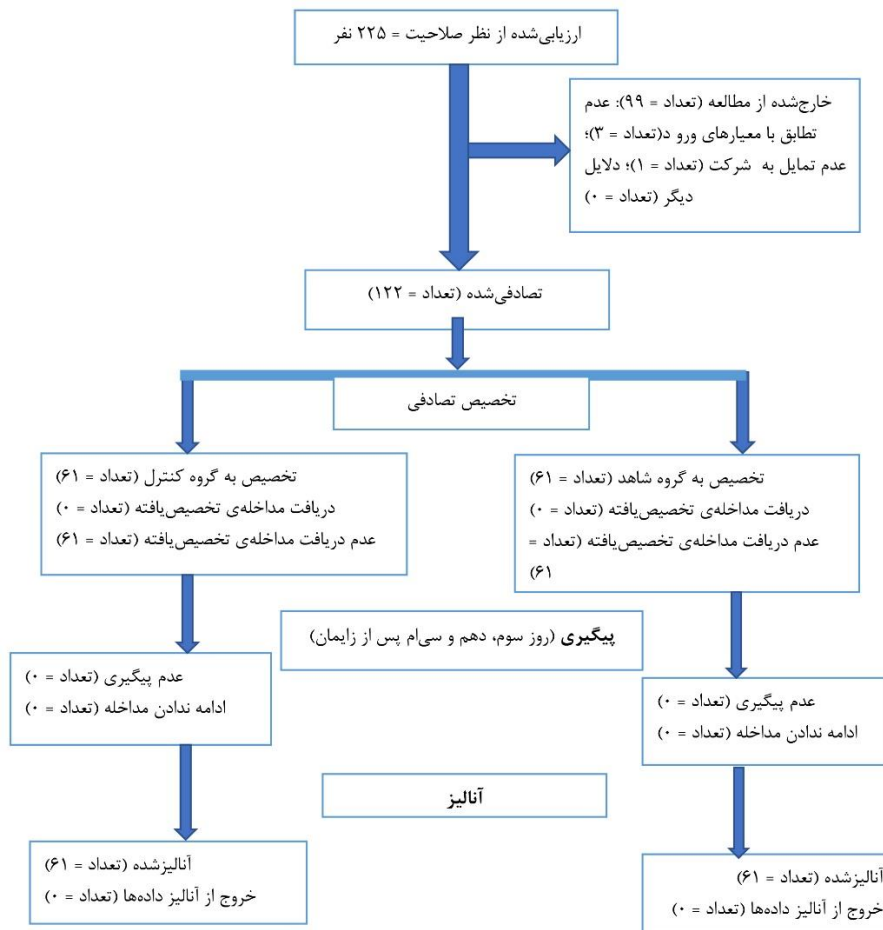 ارزیابی‌شده از نظر صلاحیت = ۲۲۵ نفر
خارج‌شده از مطالعه (تعداد = ۹۹): عدم
تطابق با معیارهای ورو د(تعداد = ۳)؛
عدم تمایل به شرکت (تعداد = ۱)؛ دلایل
دیگر (تعداد = ۰)
تصادفی‌شده (تعداد = ۱۲۲)
تخصیص تصادفی
تخصیص به گروه شاهد (تعداد = ۶۱)
دریافت مداخله‌ی تخصیص‌یافته (تعداد = ۰)
عدم دریافت مداخله‌ی تخصیص‌یافته (تعداد =
۶۱)
تخصیص به گروه کنترل (تعداد = ۶۱)
دریافت مداخله‌ی تخصیص‌یافته (تعداد = ۰)
عدم دریافت مداخله‌ی تخصیص‌یافته (تعداد = ۶۱)
پیگیری (روز سوم، دهم و سی‌ام پس از زایمان)
عدم پیگیری (تعداد = ۰)
ادامه ندادن مداخله (تعداد = ۰)
عدم پیگیری (تعداد = ۰)
ادامه ندادن مداخله (تعداد = ۰)
آنالیز
آنالیزشده (تعداد = ۶۱)
خروج از آنالیز داده‌ها (تعداد = ۰)
آنالیزشده (تعداد = ۶۱)
خروج از آنالیز داده‌ها (تعداد = ۰)